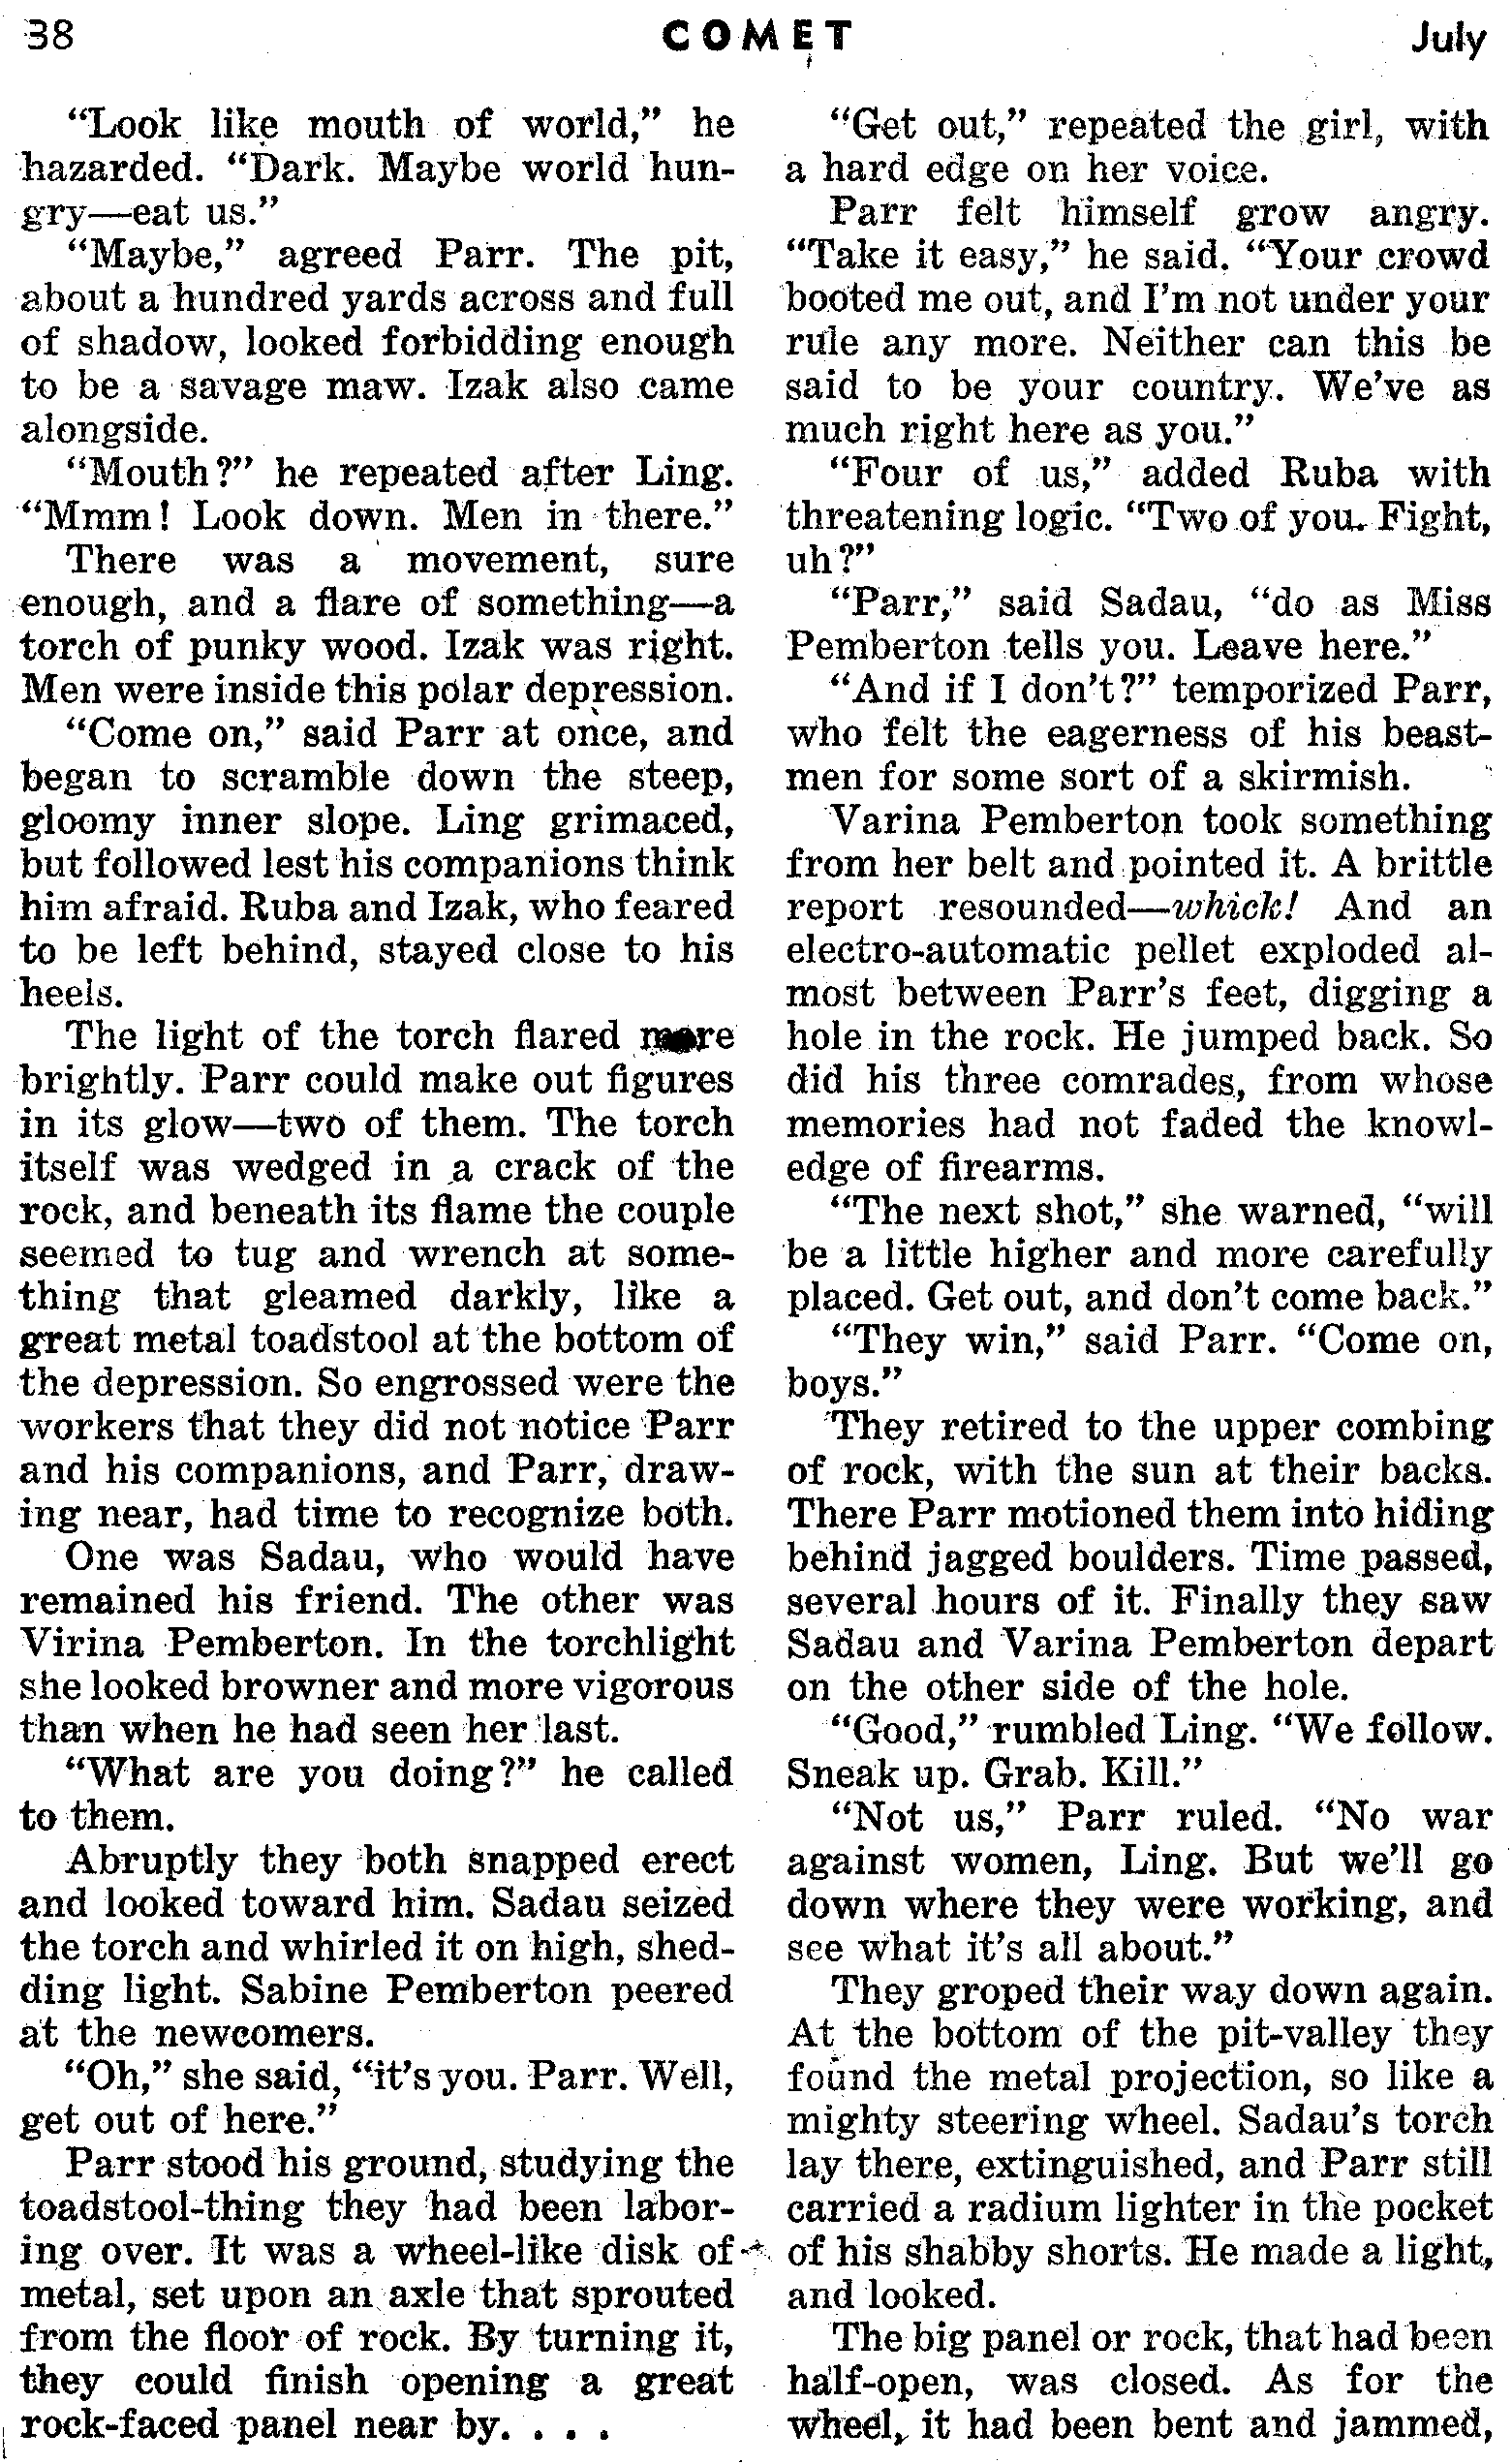 38
COMET
July
“Look like mouth of world,” he
hazarded. “Dark. Maybe world hun-
gry—eat us.”
“Maybe,” agreed Parr. The pit,
about a hundred yards across and full
of shadow, looked forbidding enough
to be a savage maw. Izak also came
alongside.
“Mouth?” he repeated after Ling.
“Mmm! Look down. Men in there.”
There was a movement, sure
enough, and a flare of something—a
torch of punky wood. Izak was right.
Men were inside this polar depression.
“Come on,” said Parr at once, and
began to scramble down the steep,
gloomy inner slope. Ling grimaced,
but followed lest his companions think
him afraid. Ruba and Izak, who feared
to be left behind, stayed close to his
heels.
The light of the torch flared more
brightly. Parr could make out figures
in its glow—two of them. The torch
itself was wedged in a crack of the
rock, and beneath its flame the couple
seemed to tug and wrench at some-
thing that gleamed darkly, like a
great metal toadstool at the bottom of
the depression. So engrossed were the
workers that they did not notice Parr
and his companions, and Parr, draw-
ing near, had time to recognize both.
One was Sadau, who would have
remained his friend. The other was
Virina Pemberton. In the torchlight
she looked browner and more vigorous
than when he had seen her last.
“What are you doing?” he called
to them.
Abruptly they both snapped erect
and looked toward him. Sadau seized
the torch and whirled it on high, shed-
ding light. Sabine Pemberton peered
at the newcomers.
“Oh,” she said, “it's you. Parr. Well,
get out of here.”
Parr stood his ground, studying the
toadstool-thing they had been labor-
ing over. It was a wheel-like disk of
metal, set upon an axle that sprouted
from the floor of rock. By turning it,
they could finish opening a great
rock-faced panel near by. . . .
“Get out,” repeated the girl, with
a hard edge on her voice.
Parr felt himself grow angry.
“Take it easy,” he said. “Your crowd
booted me out, and I'm not under your
rule any more. Neither can this be
said to be your country. We've as
much right here as you.”
“Four of us,” added Ruba with
threatening logic. “Two of you. Fight,
uh?”
“Parr,” said Sadau, “do as Miss
Pemberton tells you. Leave here.”
“And if I don't?” temporized Parr,
who felt the eagerness of his beast-
men for some sort of a skirmish.
Varina Pemberton took something
from her belt and pointed it. A brittle
report resounded—whick! And an
electro-automatic pellet exploded al-
most between Parr's feet, digging a
hole in the rock. He jumped back. So
did his three comrades, from whose
memories had not faded the knowl-
edge of firearms.
“The next shot,” she warned, “will
be a little higher and more carefully
placed. Get out, and don't come back.”
“They win,” said Parr. “Come on,
boys.”
They retired to the upper combing
of rock, with the sun at their backs.
There Parr motioned them into hiding
behind jagged boulders. Time passed,
several hours of it. Finally they saw
Sadau and Varina Pemberton depart
on the other side of the hole.
“Good,” rumbled Ling. “We follow.
Sneak up. Grab. Kill.”
“Not us,” Parr ruled. “No war
against women, Ling. But we'll go
down where they were working, and
see what it's all about.”
They groped their way down again.
At the bottom of the pit-valley they
found the metal projection, so like a
mighty steering wheel. Sadau's torch
lay there, extinguished, and Parr still
carried a radium lighter in the pocket
of his shabby shorts. He made a light,
and looked.
The big panel or rock, that had been
half-open, was closed. As for the
wheel, it had been bent and jammed,